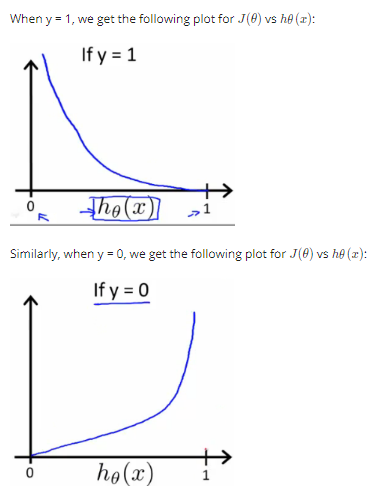 When y = 1, we get the following plot for J(θ) vs hθ (x):
If y = 1
0
hθ(x)
1
Similarly, when y = 0, we get the following plot for J(θ) vs hθ (x):
If y = 0
0
hθ(x)
1